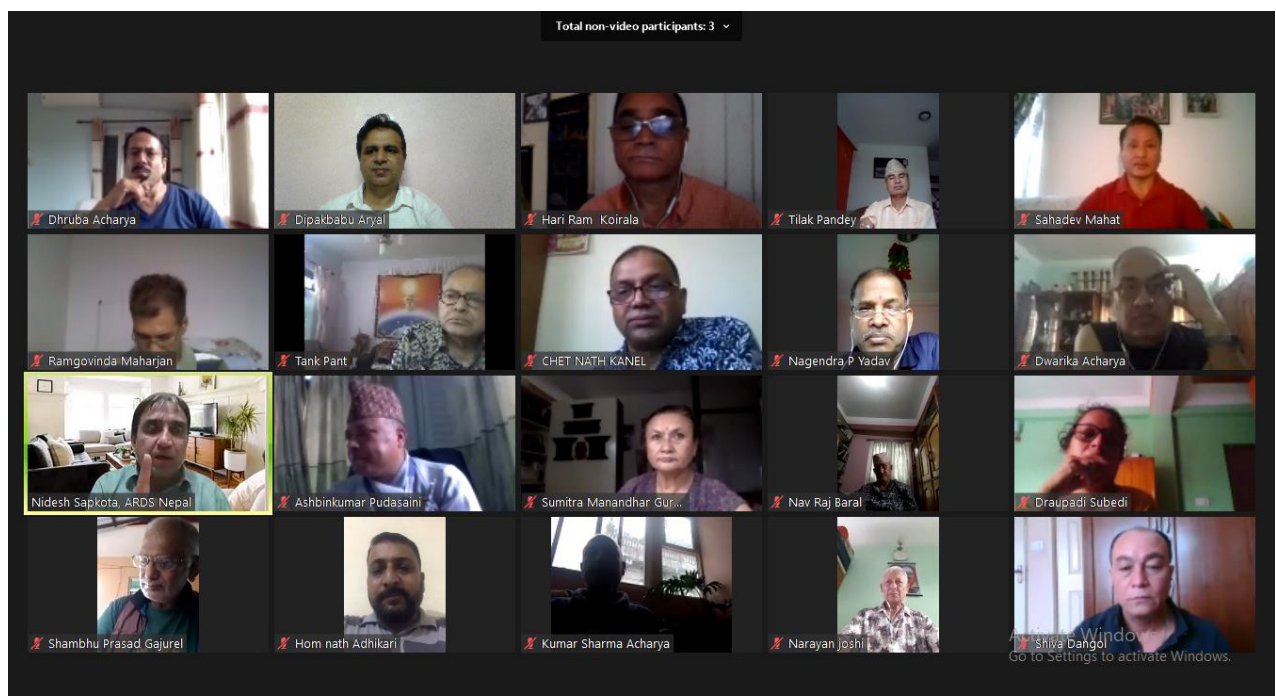 Total non-video participants: 3
Dhruba Acharya
Dipakbabu Aryal
Hari Ram Koirala
Tilak Pandey
Sahadev Mahat
Ramgovinda Maharjan
Tank Pant
CHET NATH KANEL
Nagendra P Yadav
Dwarika Acharya
Nidesh Sapkota, ARDS Nepal
Ashbinkumar Pudasaini
Sumitra Manandhar Gur...
Nav Raj Baral
Draupadi Subedi
Shambhu Prasad Gajurel
Hom nath Adhikari
Kumar Sharma Acharya
Narayan joshi
Shiva Dangol
Activate Windows
Go to Settings to activate Windows.